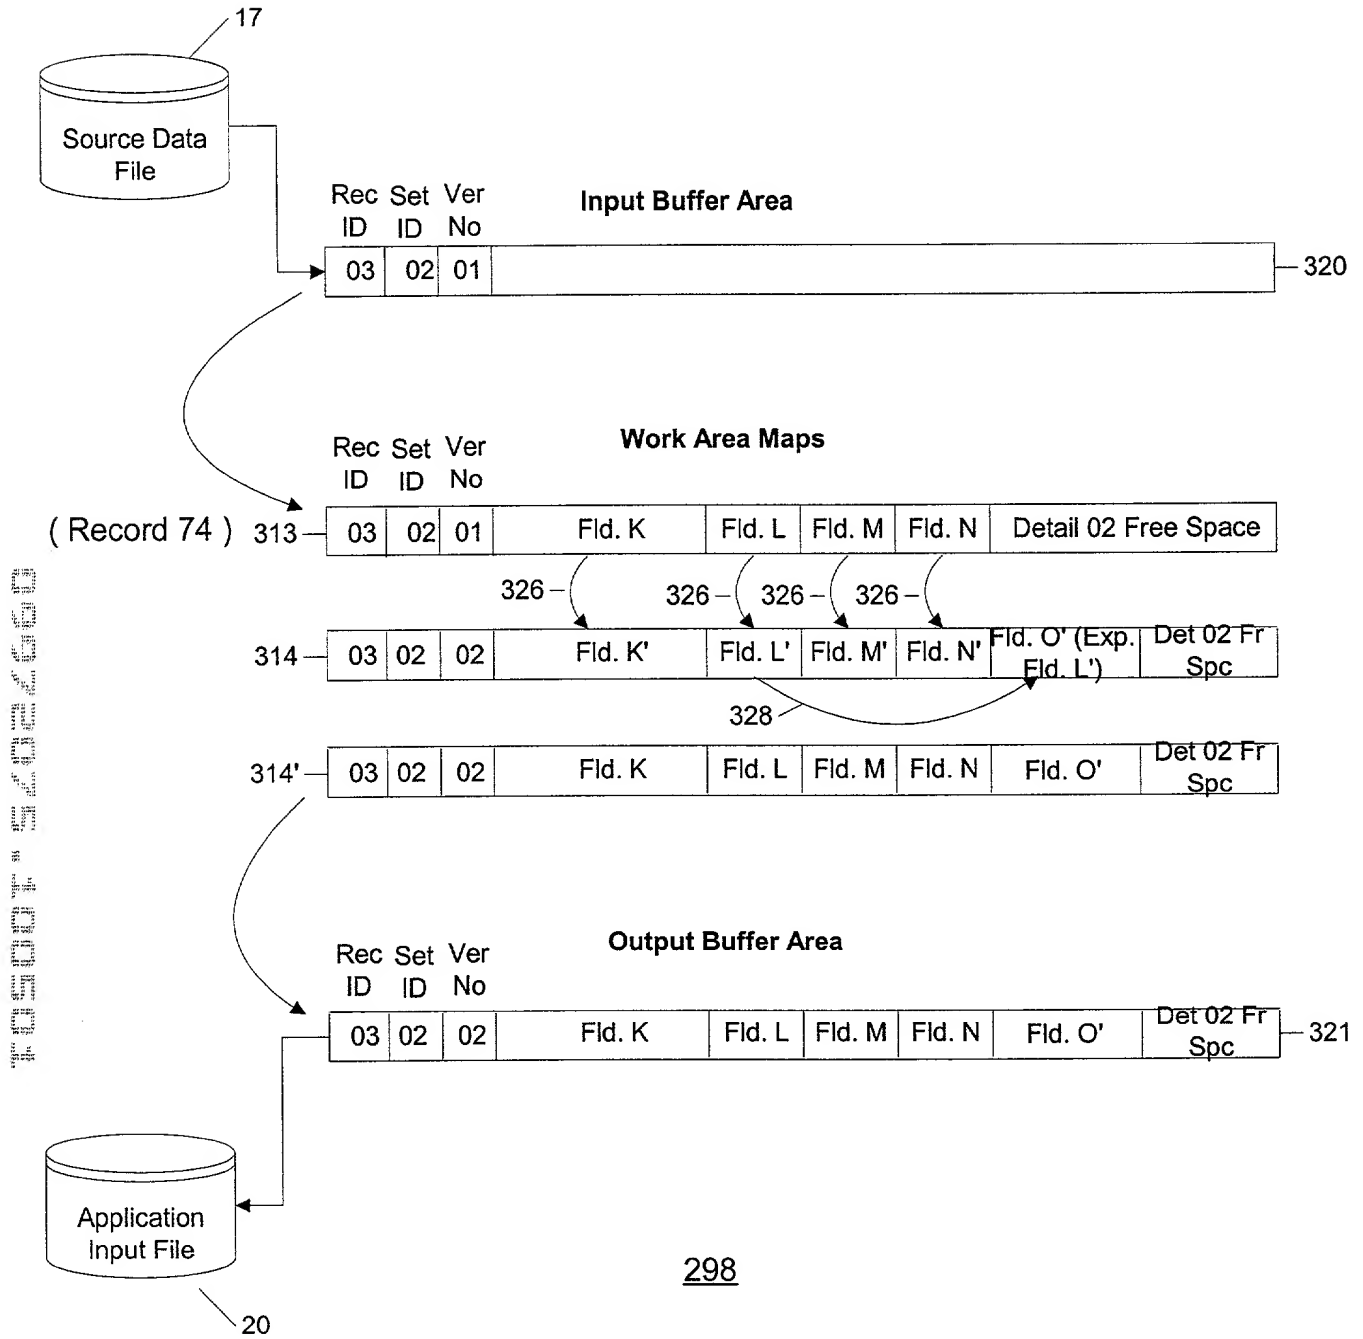 17
Source Data
File
Rec Set Ver
ID ID No
Input Buffer Area
03 02 01
320
Work Area Maps
Rec Set Ver
ID ID No
( Record 74 ) 313 03 02 01 Fld. K Fld. L Fld. M Fld. N Detail 02 Free Space
326 326 326 326
314 03 02 02 Fld. K' Fld. L' Fld. M' Fld. N' Fld. O' (Exp. Fld. L') Det 02 Fr Spc
328
314' 03 02 02 Fld. K Fld. L Fld. M Fld. N Fld. O' Det 02 Fr Spc
Output Buffer Area
Rec Set Ver
ID ID No
03 02 02 Fld. K Fld. L Fld. M Fld. N Fld. O' Det 02 Fr Spc 321
Application
Input File
298
20